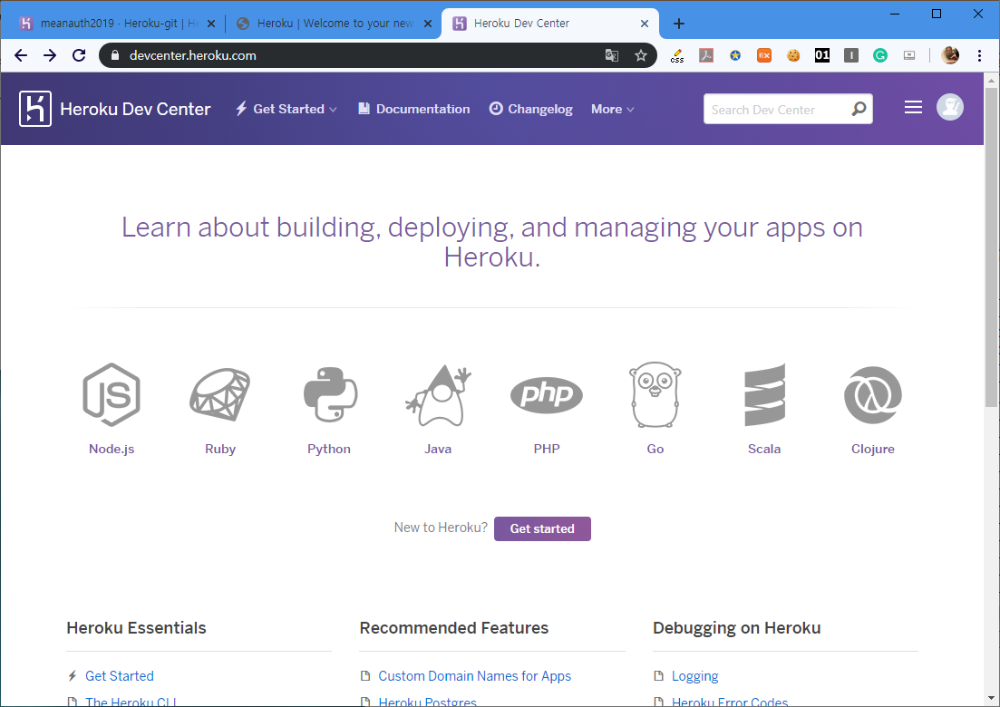 meanauth2019 · Heroku-git | He
Heroku | Welcome to your new
Heroku Dev Center
devcenter.heroku.com
css
EX
01
I
G
Heroku Dev Center
Get Started
Documentation
Changelog
More
Search Dev Center
Learn about building, deploying, and managing your apps on
Heroku.
JS
php
Node.js
Ruby
Python
Java
PHP
Go
Scala
Clojure
New to Heroku?
Get started
Heroku Essentials
Recommended Features
Debugging on Heroku
Get Started
Custom Domain Names for Apps
Logging
The Heroku CLI
Heroku Postgres
Heroku Error Codes